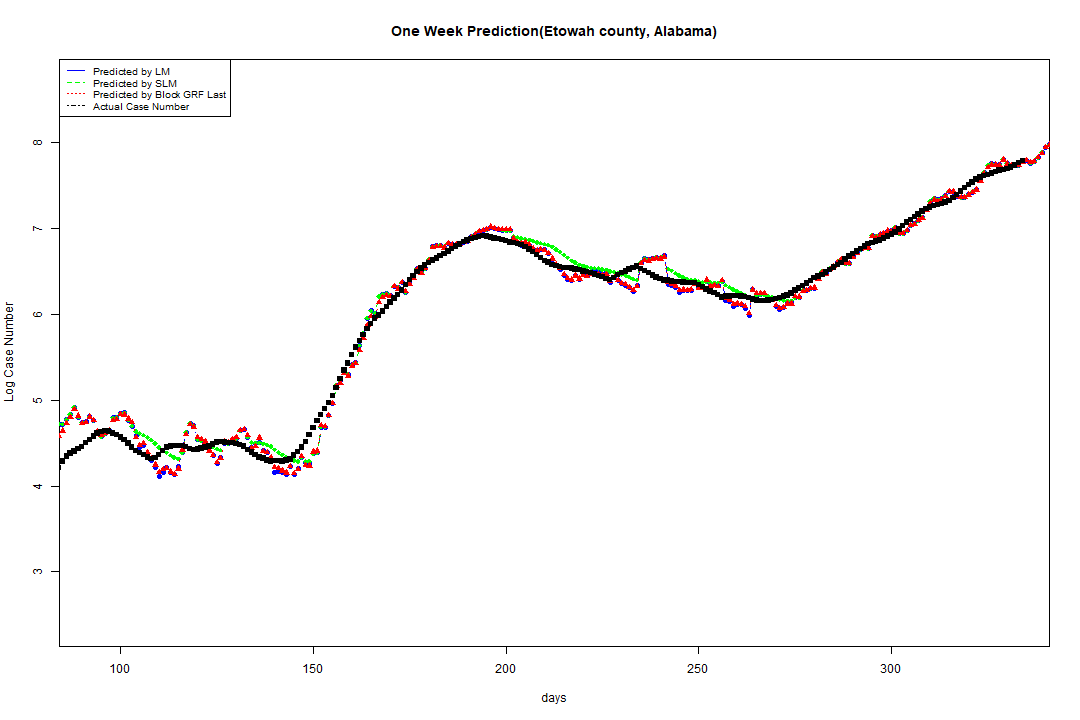 One Week Prediction(Etowah county, Alabama)
Predicted by LM
Predicted by SLM
Predicted by Block GRF Last
Actual Case Number
8
7
6
5
4
3
Log Case Number
100 150 200 250 300
days